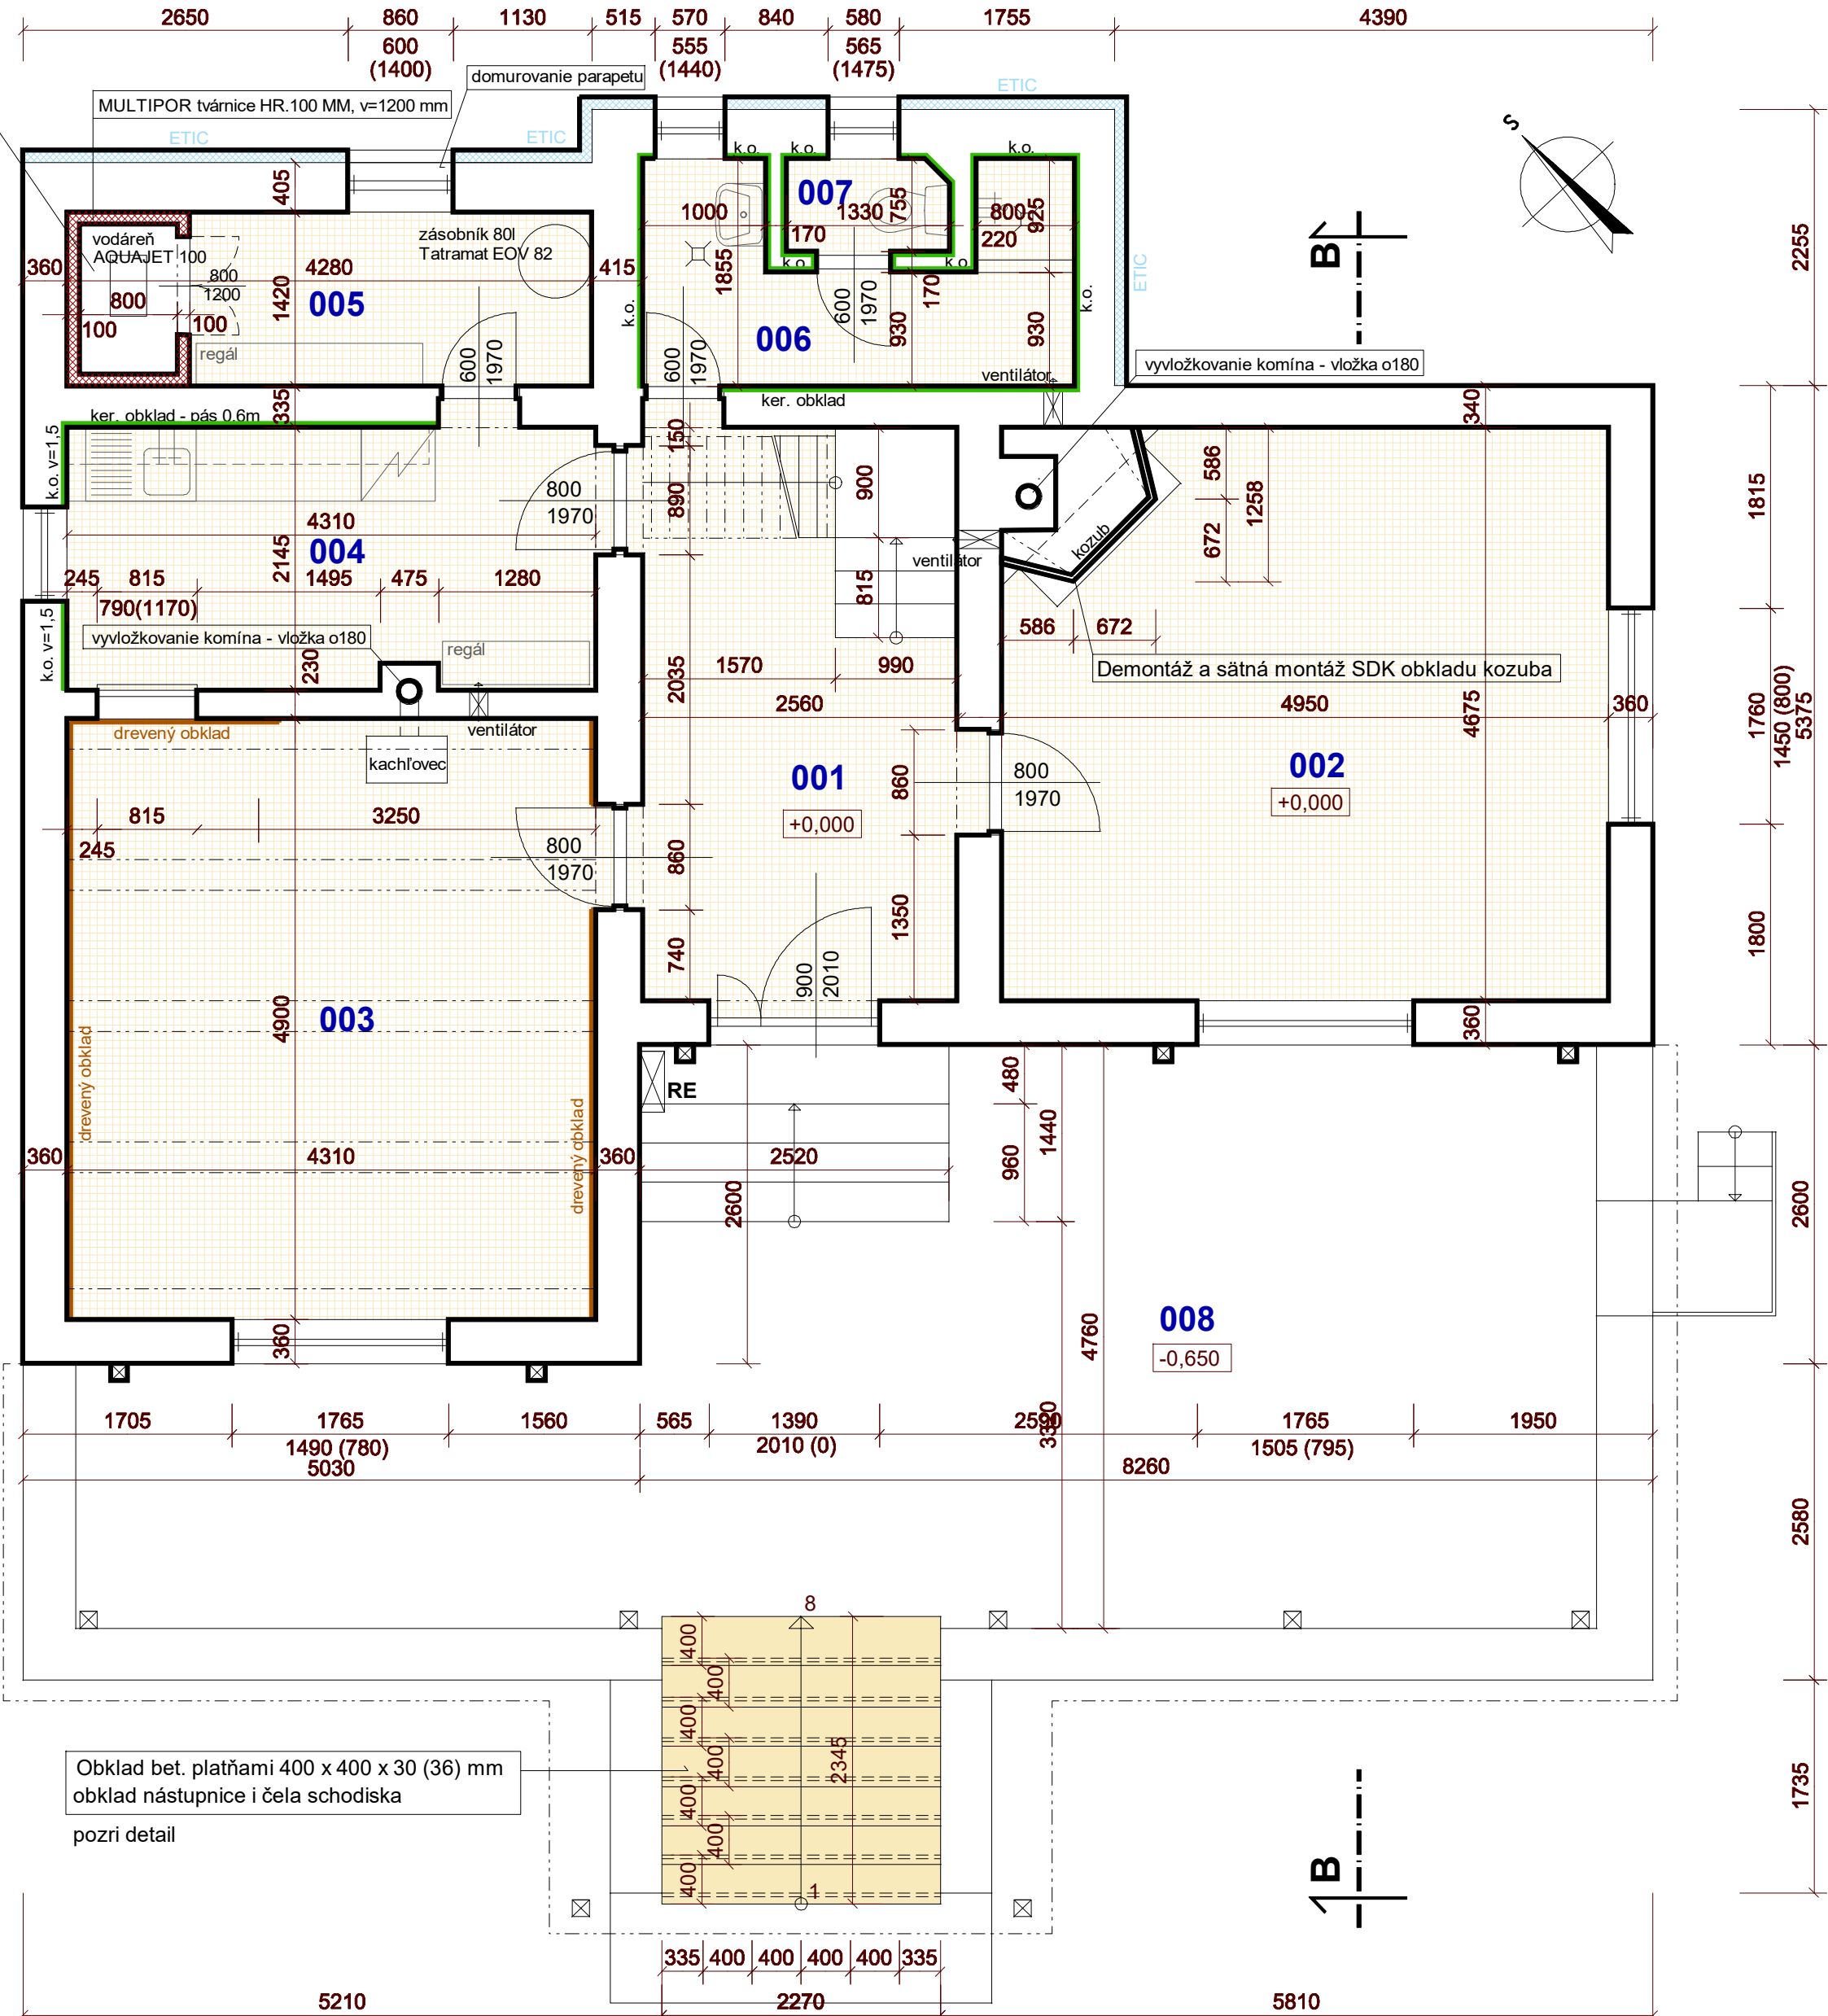 2650 860 1130 515 570 840 580 1755 4390
600 555 565
(1400) (1440) (1475)
domurovanie parapetu
MULTIPOR tvárnice HR.100 MM, v=1200 mm
ETIC
ETIC
ETIC
S
405
k.o. k.o. k.o.
007
755
925
1000 1330 800
170 220
vodáreň
AQUAJET 100
zásobník 80l
Tatramat EOV 82
B
2255
ETIC
360 4280 415
800
1200
1420
1855
k.o. k.o.
170
800
100 100
005
k.o.
k.o.
600
1970
930
930
006
regál
600
1970
600
1970
ventilátor
vyvložkovanie komína - vložka o180
335
ker. obklad - pás 0.6m
ker. obklad
340
k.o. v=1,5
150
890
900
586
1258
672
1815
800
1970
4310
004
2145
kozub
ventilátor
815
245 815 1495 475 1280
790(1170)
k.o. v=1,5
vyvložkovanie komína - vložka o180
regál
230
586 672
Demontáž a sätná montáž SDK obkladu kozuba
1570 990
2035
2560
4950 360
4675
1760
1450 (800)
5375
drevený obklad
ventilátor
kachľovec
001
+0,000
860
800
1970
002
+0,000
815 3250
245
800
1970
860
1350
740
900
2010
1800
003
4900
360
drevený obklad
drevený obklad
RE
480
1440
960
360 4310 360 2520
2600
2600
008
-0,650
360
4760
1705 1765 1560 565 1390 2590 1765 1950
1490 (780) 2010 (0) 1505 (795)
5030 8260
2580
8
400
400
400
400
400
400
400
2345
1
Obklad bet. platňami 400 x 400 x 30 (36) mm
obklad nástupnice i čela schodiska
pozri detail
1735
B
335 400 400 400 400 335
5210 2270 5810